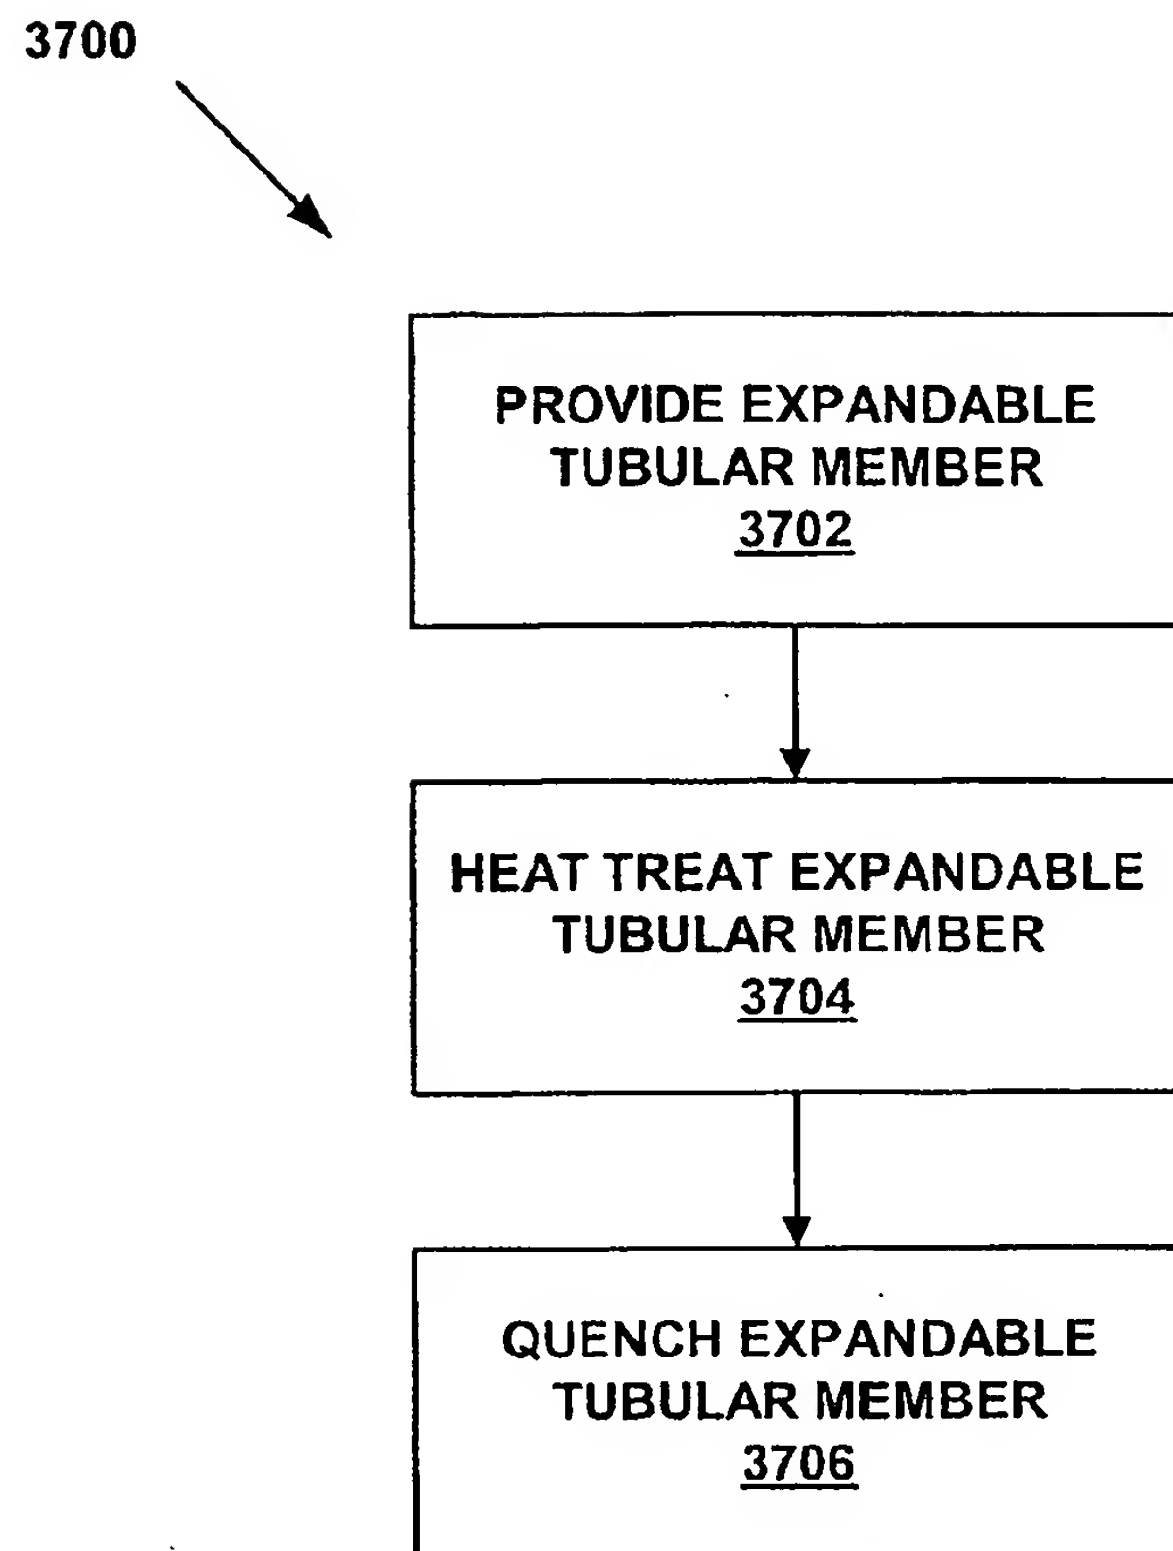 3700
PROVIDE EXPANDABLE
TUBULAR MEMBER
3702
HEAT TREAT EXPANDABLE
TUBULAR MEMBER
3704
QUENCH EXPANDABLE
TUBULAR MEMBER
3706